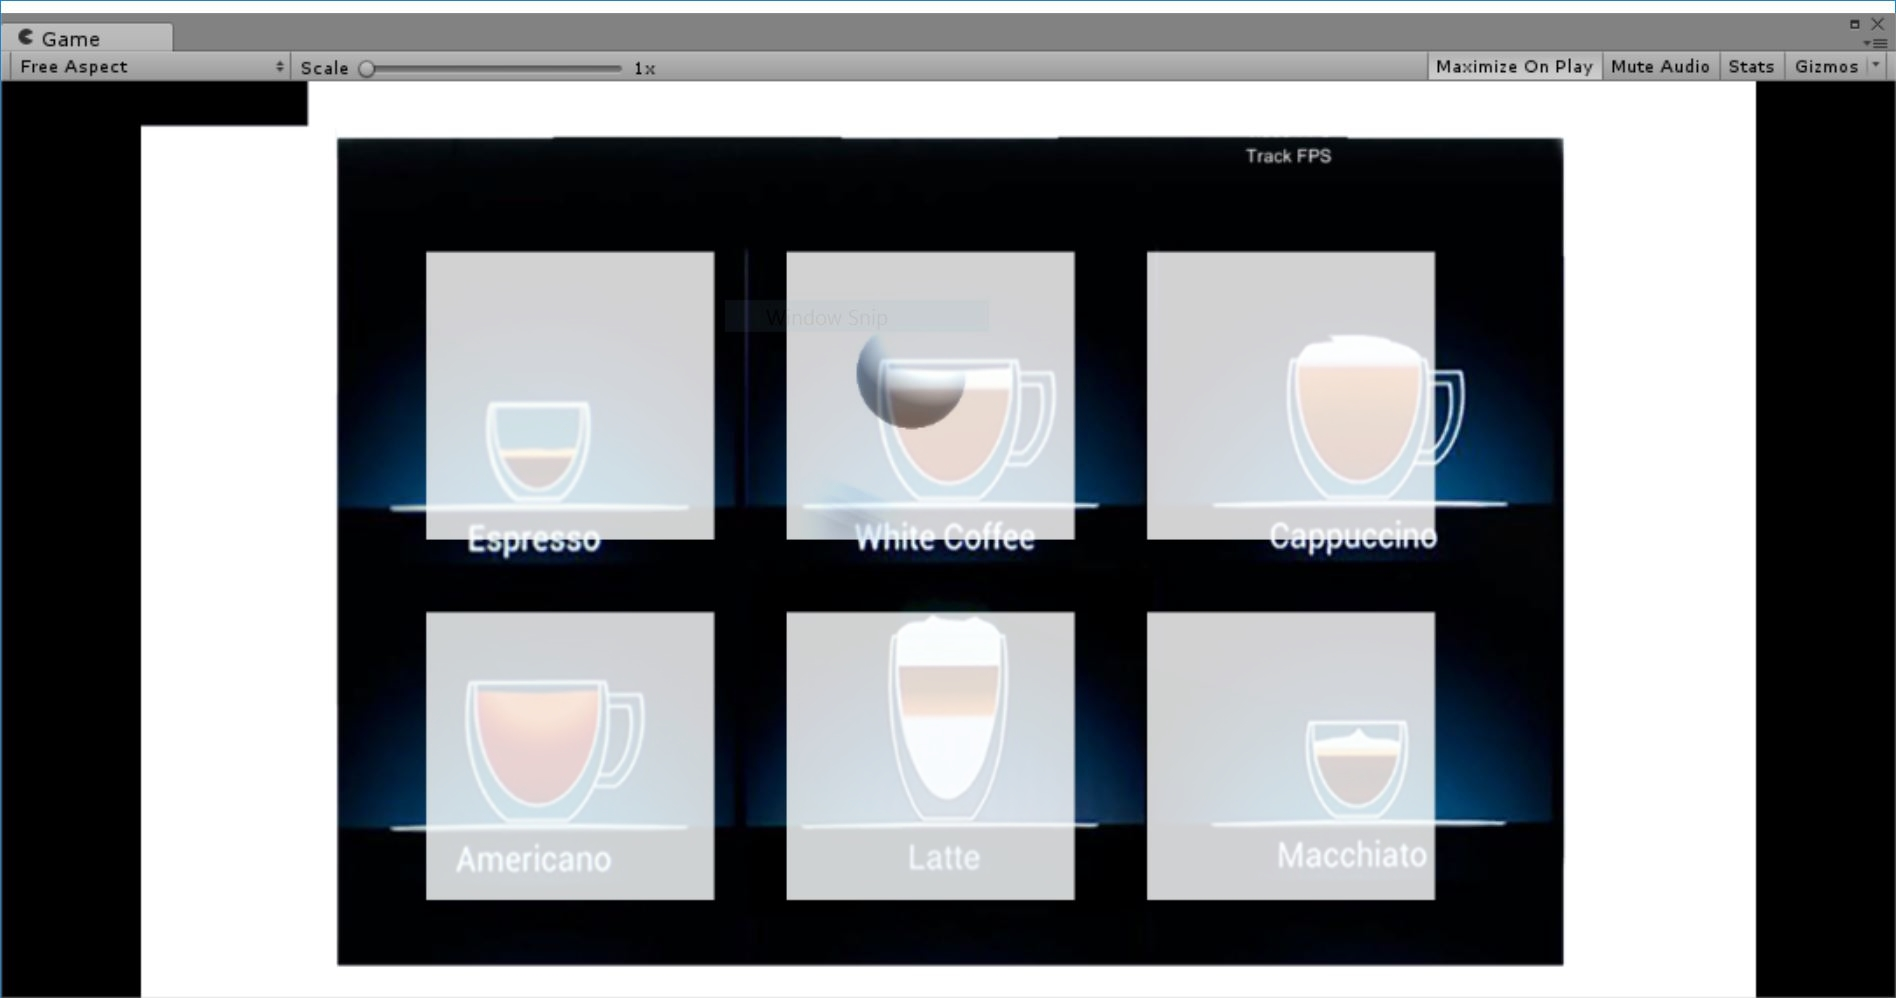 Game
Free Aspect
Scale 1x Maximize On Play Mute Audio Stats Gizmos
Track FPS
Window Snip
Espresso White Coffee Cappuccino
Americano Latte Macchiato